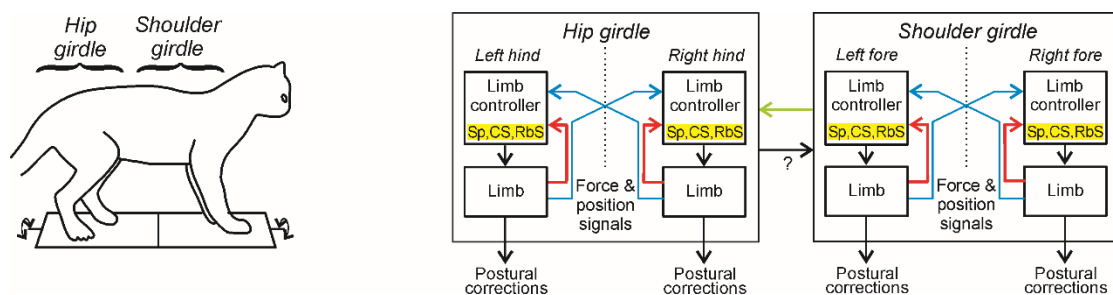 Hip
girdle
Shoulder
girdle
Hip girdle
Left hind
Right hind
Limb
controller
Sp,CS,RbS
Limb
controller
Sp,CS,RbS
Limb
Force &
position
signals
Limb
Postural
corrections
Postural
corrections
?
Shoulder girdle
Left fore
Right fore
Limb
controller
Sp,CS,RbS
Limb
controller
Sp,CS,RbS
Limb
Force &
position
signals
Limb
Postural
corrections
Postural
corrections